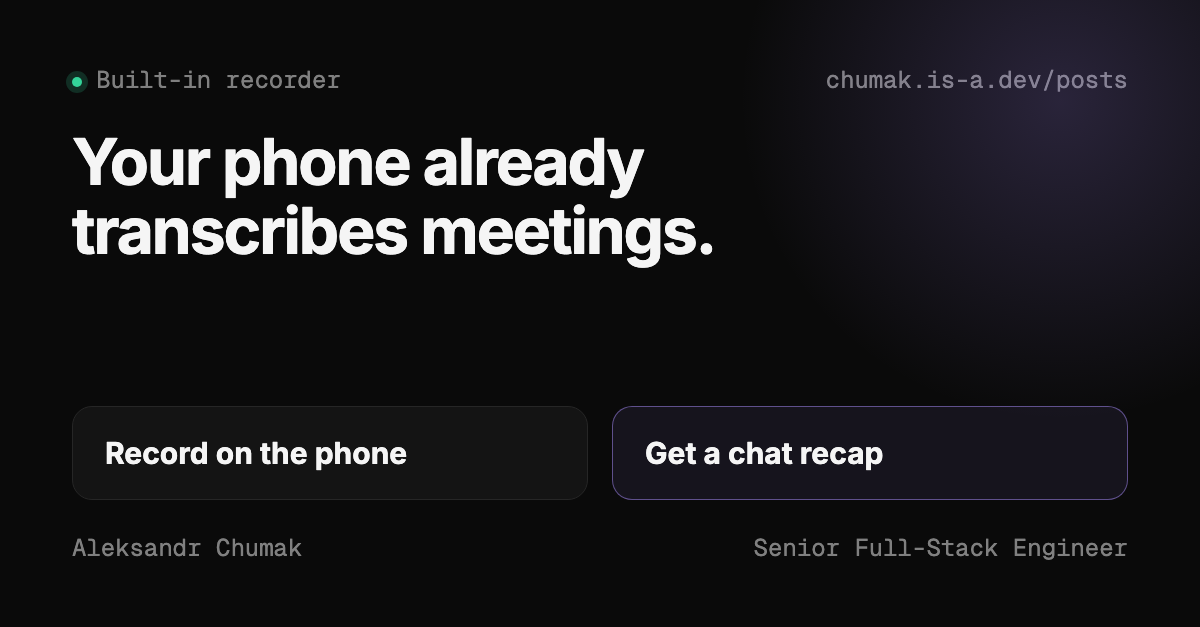 Built-in recorder
chumak.is-a.dev/posts
Your phone already
transcribes meetings.
Record on the phone
Get a chat recap
Aleksandr Chumak
Senior Full-Stack Engineer